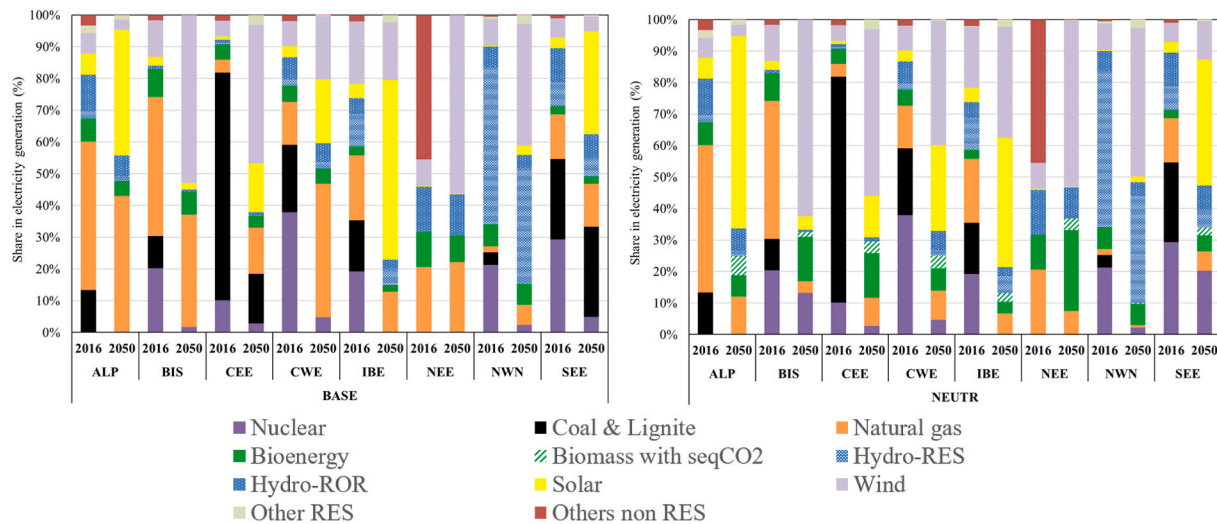 Share in electricity generation (%)
100%
90%
80%
70%
60%
50%
40%
30%
20%
10%
0%
2016 2050 2016 2050 2016 2050 2016 2050 2016 2050 2016 2050 2016 2050 2016 2050
ALP BIS CEE CWE IBE NEE NWN SEE
BASE
Share in electricity generation (%)
100%
90%
80%
70%
60%
50%
40%
30%
20%
10%
0%
2016 2050 2016 2050 2016 2050 2016 2050 2016 2050 2016 2050 2016 2050 2016 2050
ALP BIS CEE CWE IBE NEE NWN SEE
NEUTR
Nuclear Coal & Lignite Natural gas
Bioenergy Biomass with seqCO2 Hydro-RES
Hydro-ROR Solar Wind
Other RES Others non RES